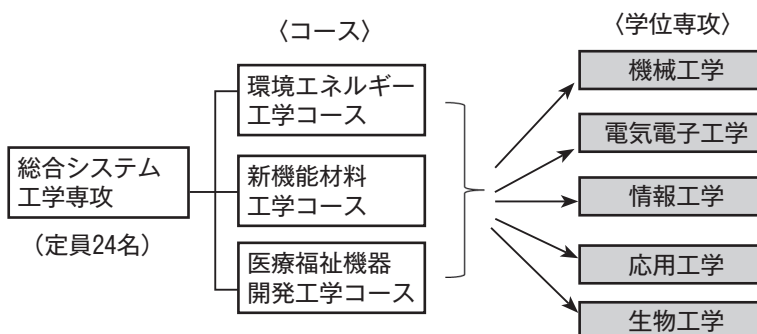 〈コース〉
〈学位専攻〉
総合システム
工学専攻
(定員24名)
環境エネルギー
工学コース
新機能材料
工学コース
医療福祉機器
開発工学コース
機械工学
電気電子工学
情報工学
応用工学
生物工学